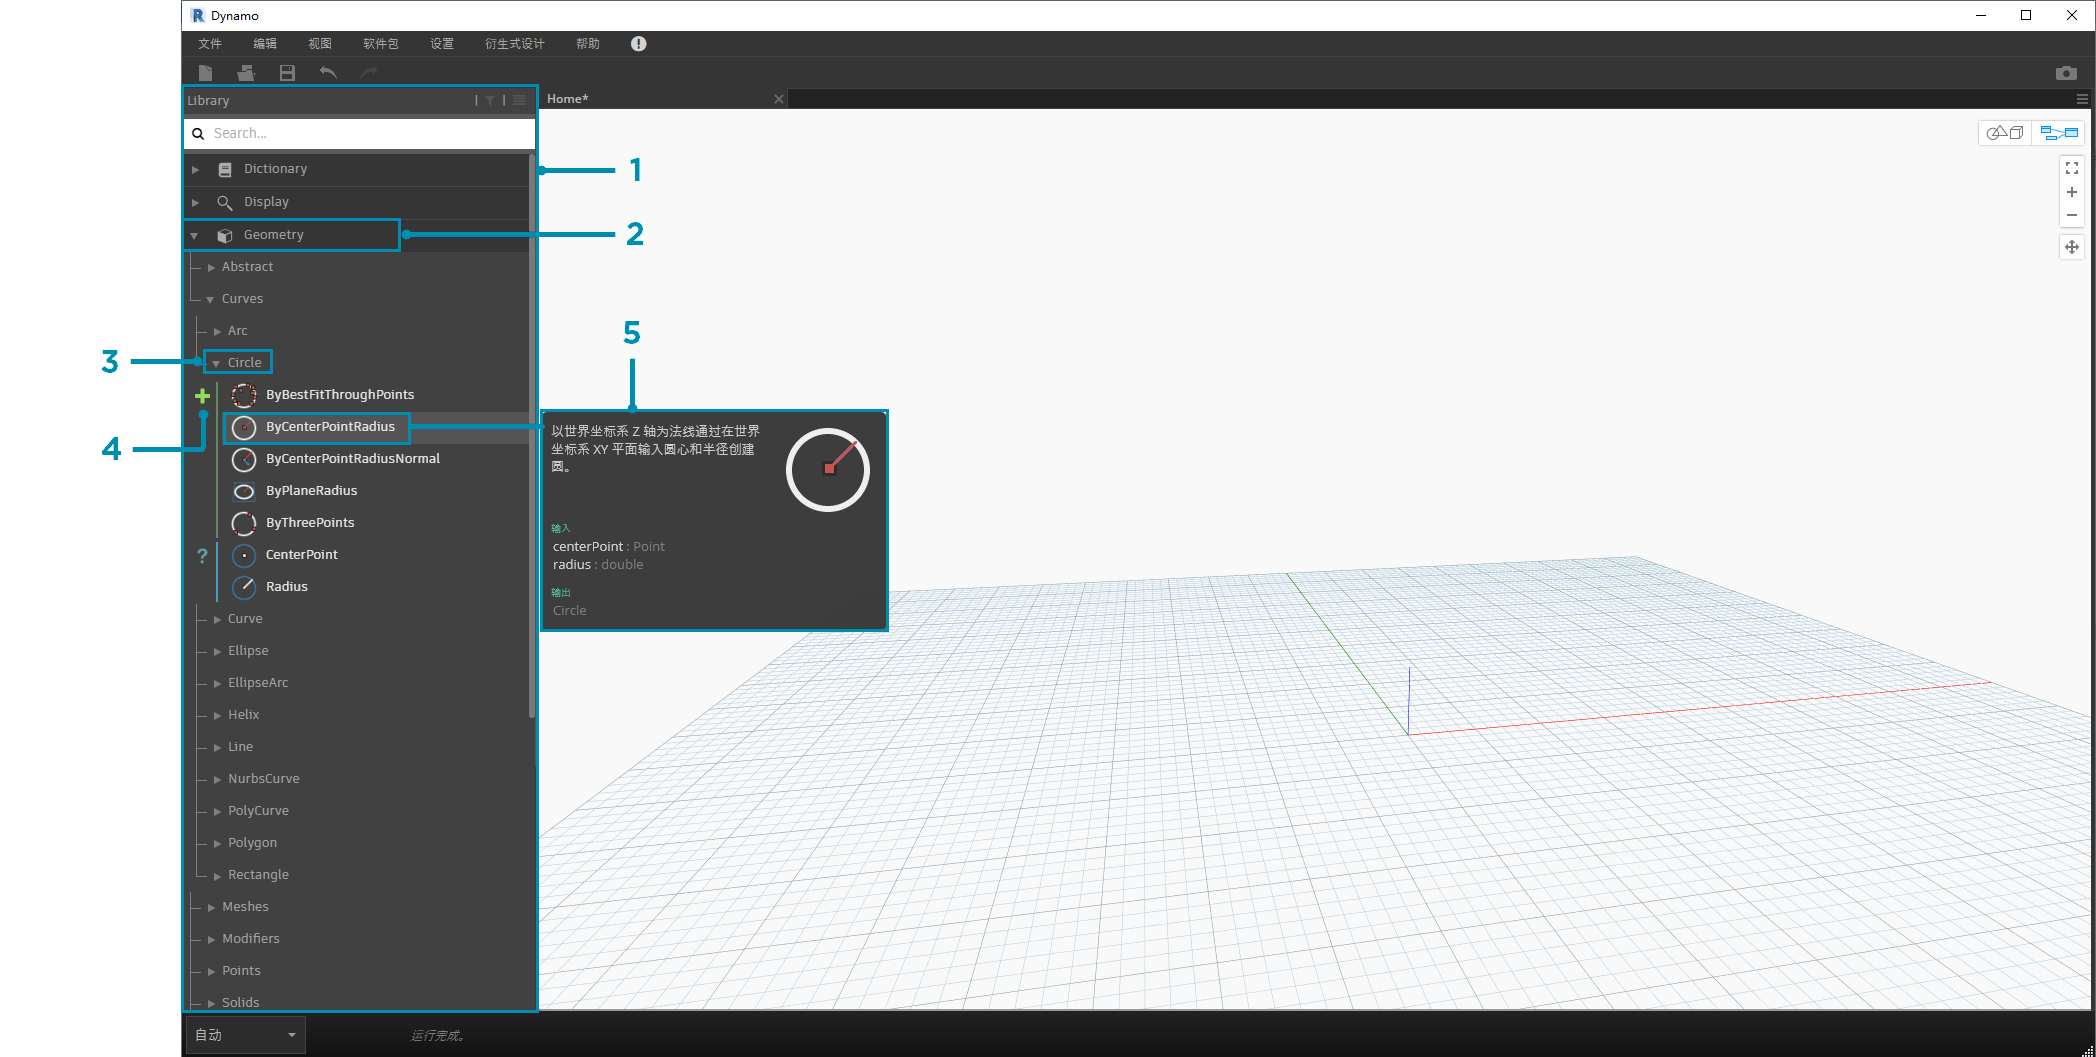 Dynamo
文件 编辑 视图 软件包 设置 衍生式设计 帮助
Library
Home*
Search...
Dictionary
1
Display
Geometry
2
Abstract
Curves
Arc
5
3
Circle
ByBestFitThroughPoints
ByCenterPointRadius
4
ByCenterPointRadiusNormal
ByPlaneRadius
ByThreePoints
? CenterPoint
Radius
以世界坐标系 Z 轴为法线通过在世界
坐标系 XY 平面输入圆心和半径创建
圆。
输入
centerPoint : Point
radius : double
输出
Circle
Curve
Ellipse
EllipseArc
Helix
Line
NurbsCurve
PolyCurve
Polygon
Rectangle
Meshes
Modifiers
Points
Solids
自动
运行完成。